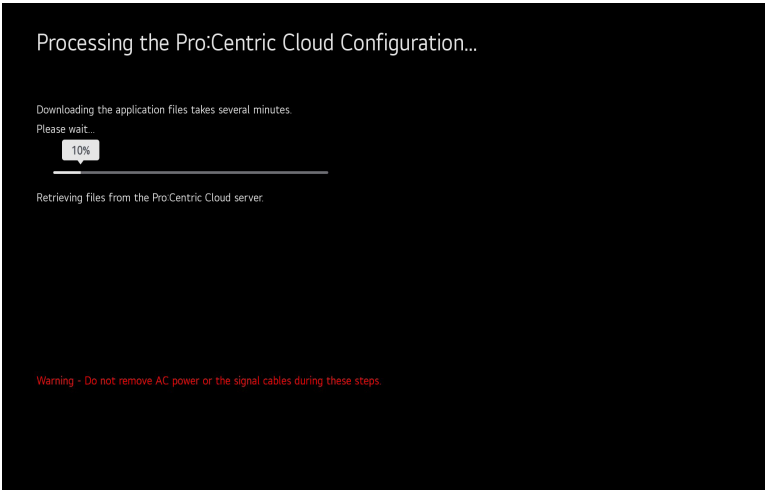 Processing the Pro:Centric Cloud Configuration...
Downloading the application files takes several minutes.
Please wait...
10%
Retrieving files from the Pro:Centric Cloud server.
Warning - Do not remove AC power or the signal cables during these steps.